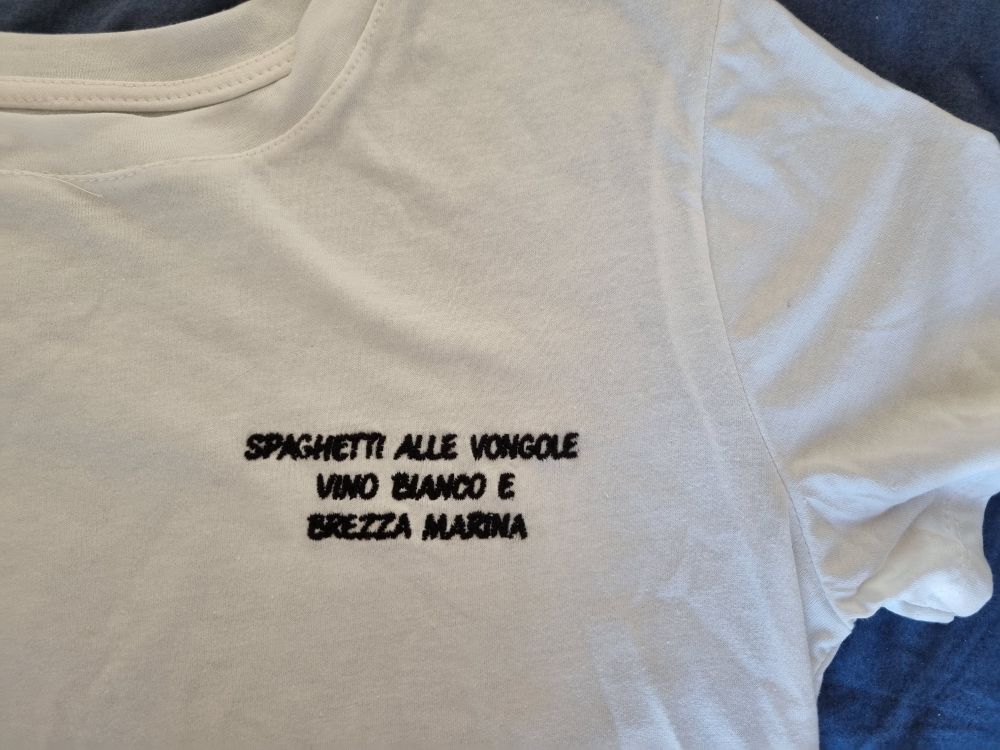 SPAGHETTI ALLE VONGOLE
VINO BIANCO E
BREZZA MARINA